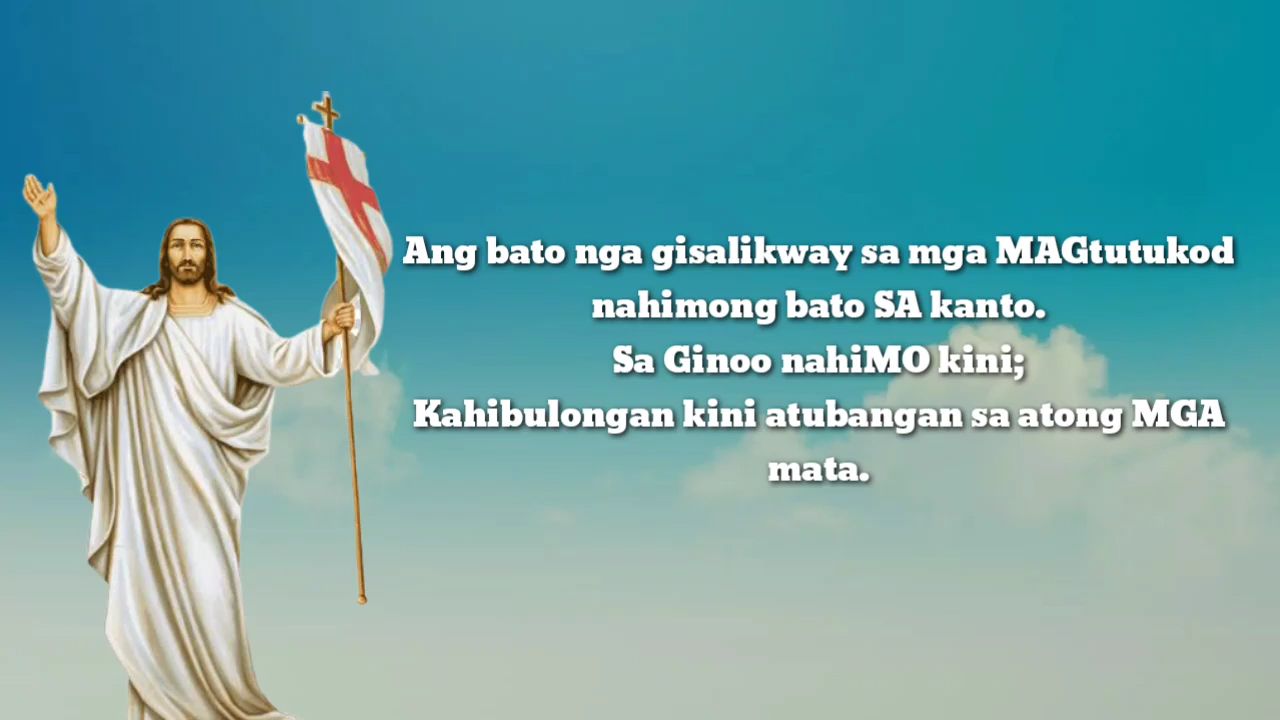 Ang bato nga gisalikway sa mga MAGtutukod
nahimong bato SA kanto.
Sa Ginoo nahiMO kini;
Kahibulongan kini atubangan sa atong MGA
mata.